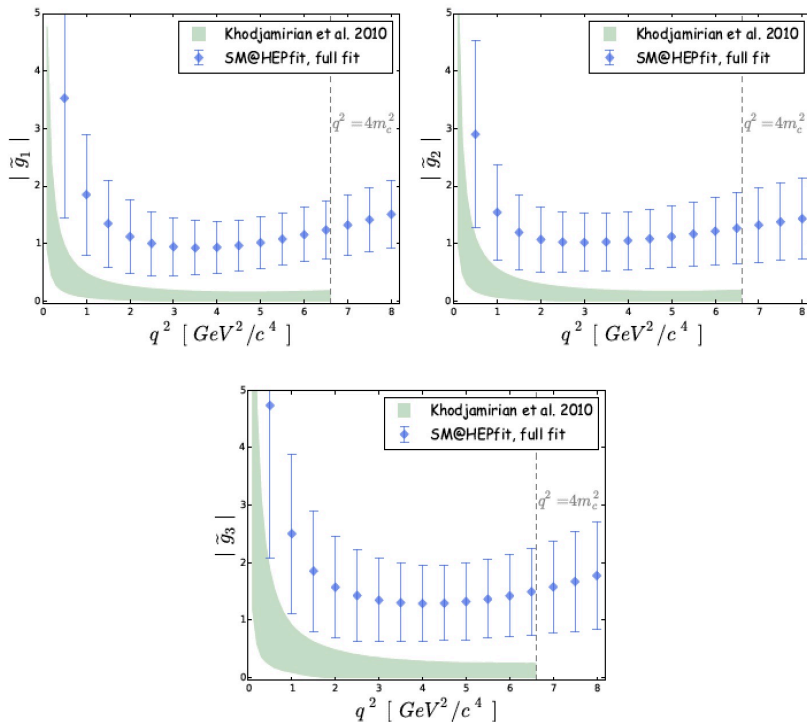 5
4
3
2
1
0
| g̃₁ |
Khodjamirian et al. 2010
SM@HEPfit, full fit
q² = 4m_c²
0 1 2 3 4 5 6 7 8
q² [ GeV²/c⁴ ]
5
4
3
2
1
0
| g̃₂ |
Khodjamirian et al. 2010
SM@HEPfit, full fit
q² = 4m_c²
0 1 2 3 4 5 6 7 8
q² [ GeV²/c⁴ ]
5
4
3
2
1
0
| g̃₃ |
Khodjamirian et al. 2010
SM@HEPfit, full fit
q² = 4m_c²
0 1 2 3 4 5 6 7 8
q² [ GeV²/c⁴ ]